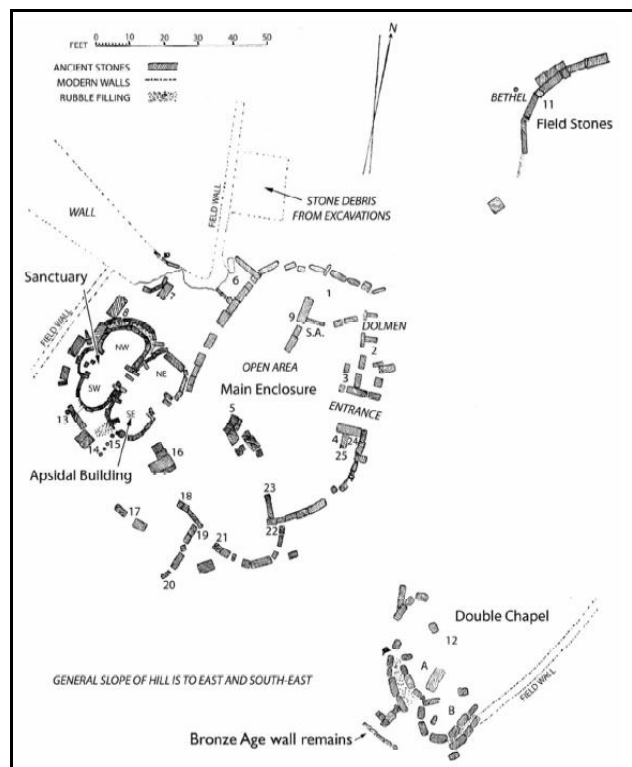 FEET
0 10 20 30 40 50
N
ANCIENT STONES
MODERN WALLS
RUBBLE FILLING
BETHEL
11
Field Stones
FIELD WALL
STONE DEBRIS
FROM EXCAVATIONS
WALL
Sanctuary
6
1
7
9
S.A.
DOLMEN
8
FIELD WALL
2
NW
OPEN AREA
NE
Main Enclosure
3
SW
ENTRANCE
SE
5
13
4
24
14
15
25
16
Apsidal Building
23
18
17
22
19
21
20
Double Chapel
12
A
GENERAL SLOPE OF HILL IS TO EAST AND SOUTH-EAST
FIELD WALL
B
Bronze Age wall remains